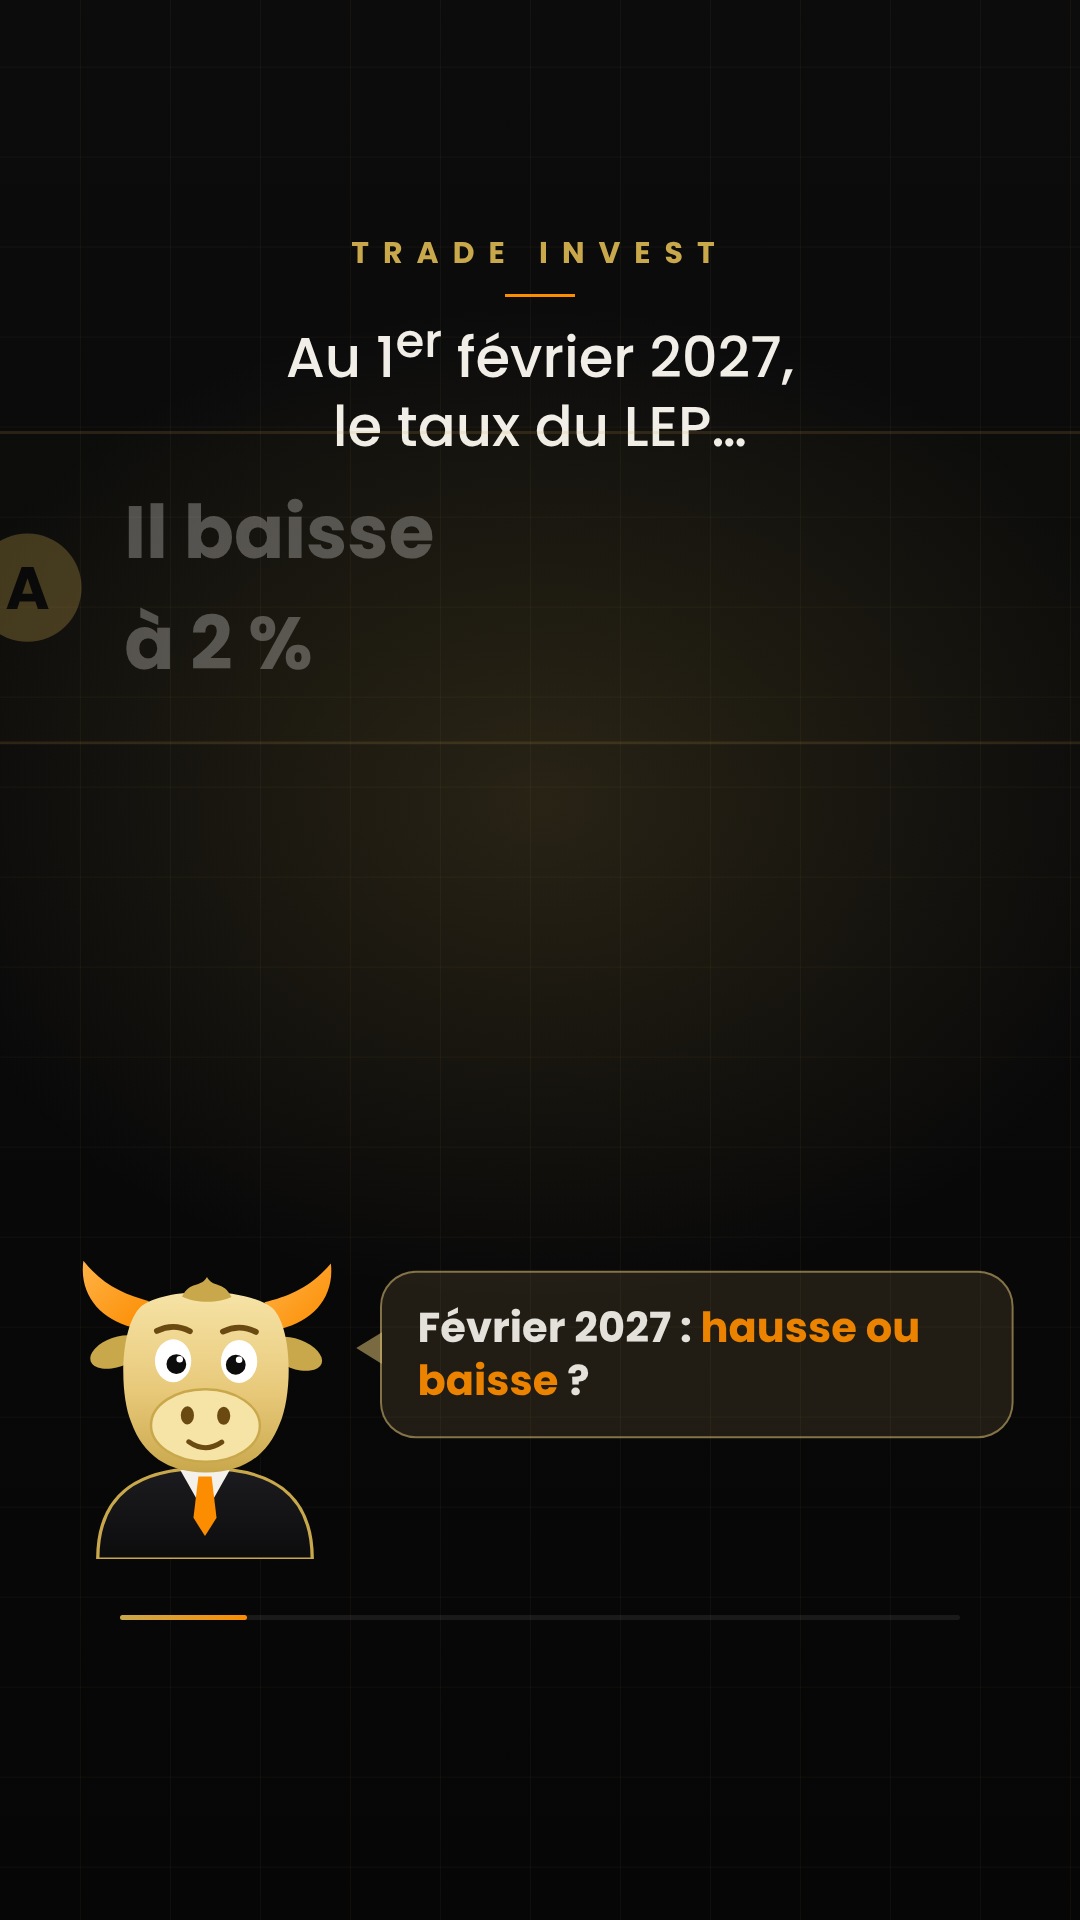 TRADE INVEST
Au 1er février 2027,
le taux du LEP...
A
Il baisse
à 2 %
Février 2027 : hausse ou
baisse ?